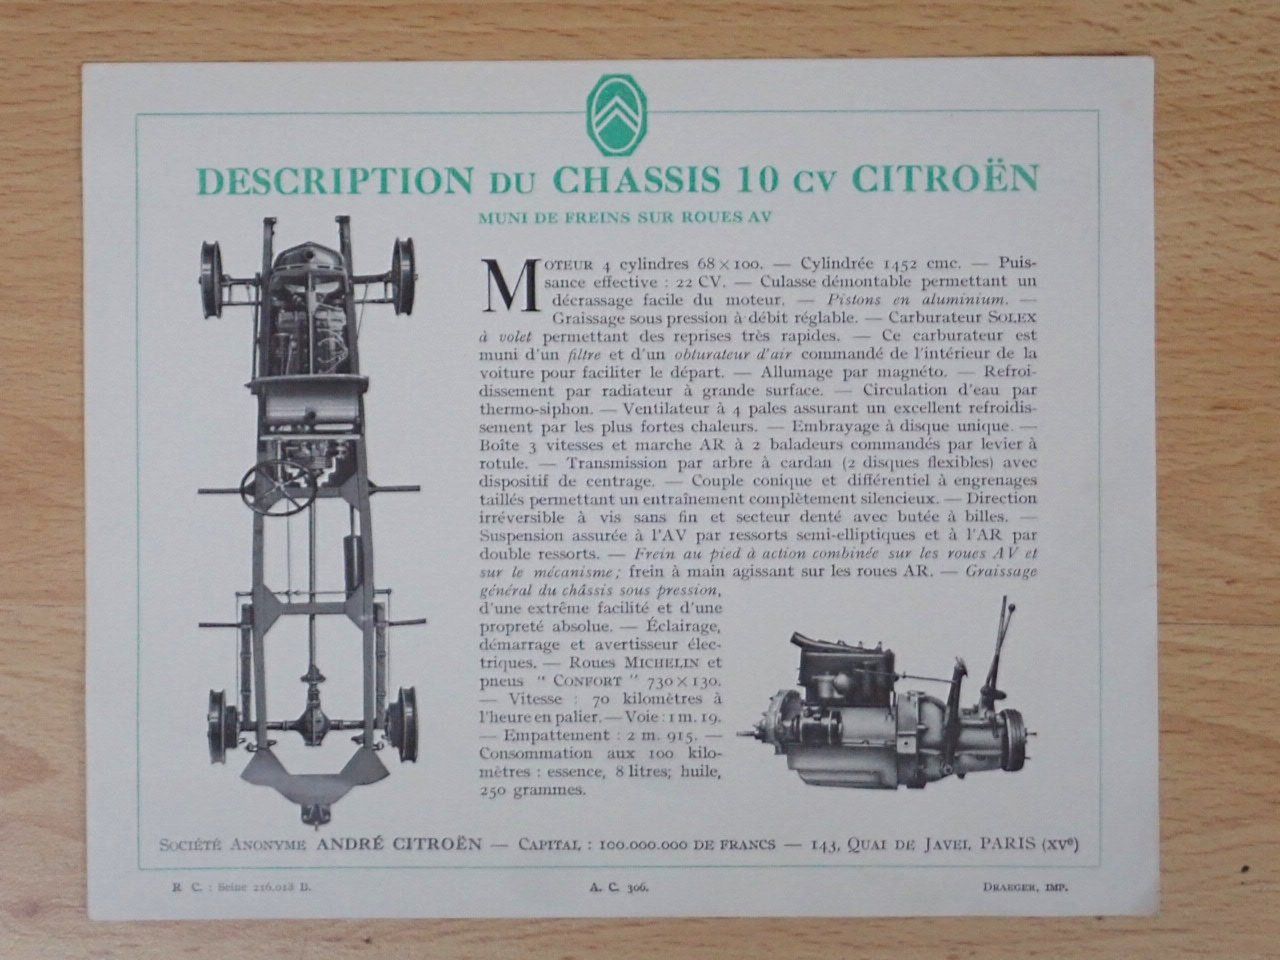 DESCRIPTION DU CHASSIS 10 CV CITROËN
MUNI DE FREINS SUR ROUES AV
MOTEUR 4 cylindres 68×100. — Cylindrée 1452 cmc. — Puis-
sance effective : 22 CV. — Culasse démontable permettant un
décrassage facile du moteur. — Pistons en aluminium. —
Graissage sous pression à débit réglable. — Carburateur SOLEX
à volet permettant des reprises très rapides. — Ce carburateur est
muni d'un filtre et d'un obturateur d'air commandé de l'intérieur de la
voiture pour faciliter le départ. — Allumage par magnéto. — Refroi-
dissement par radiateur à grande surface. — Circulation d'eau par
thermo-siphon. — Ventilateur à 4 pales assurant un excellent refroidis-
sement par les plus fortes chaleurs. — Embrayage à disque unique. —
Boîte 3 vitesses et marche AR à 2 baladeurs commandés par levier à
rotule. — Transmission par arbre à cardan (2 disques flexibles) avec
dispositif de centrage. — Couple conique et différentiel à engrenages
taillés permettant un entraînement complètement silencieux. — Direction
irréversible à vis sans fin et secteur denté avec butée à billes. —
Suspension assurée à l'AV par ressorts semi-elliptiques et à l'AR par
double ressorts. — Frein au pied à action combinée sur les roues AV et
sur le mécanisme; frein à main agissant sur les roues AR. — Graissage
général du châssis sous pression,
d'une extrême facilité et d'une
propreté absolue. — Éclairage,
démarrage et avertisseur élec-
triques. — Roues MICHELIN et
pneus "CONFORT" 730×130.
— Vitesse : 70 kilomètres à
l'heure en palier. — Voie : 1 m. 19.
— Empattement : 2 m. 915. —
Consommation aux 100 kilo-
mètres : essence, 8 litres; huile,
250 grammes.
SOCIÉTÉ ANONYME ANDRÉ CITROËN — CAPITAL : 100.000.000 DE FRANCS — 143, QUAI DE JAVEL, PARIS (XVe)
R. C. : Seine 216.018 B. A. C. 306. DRAEGER, IMP.